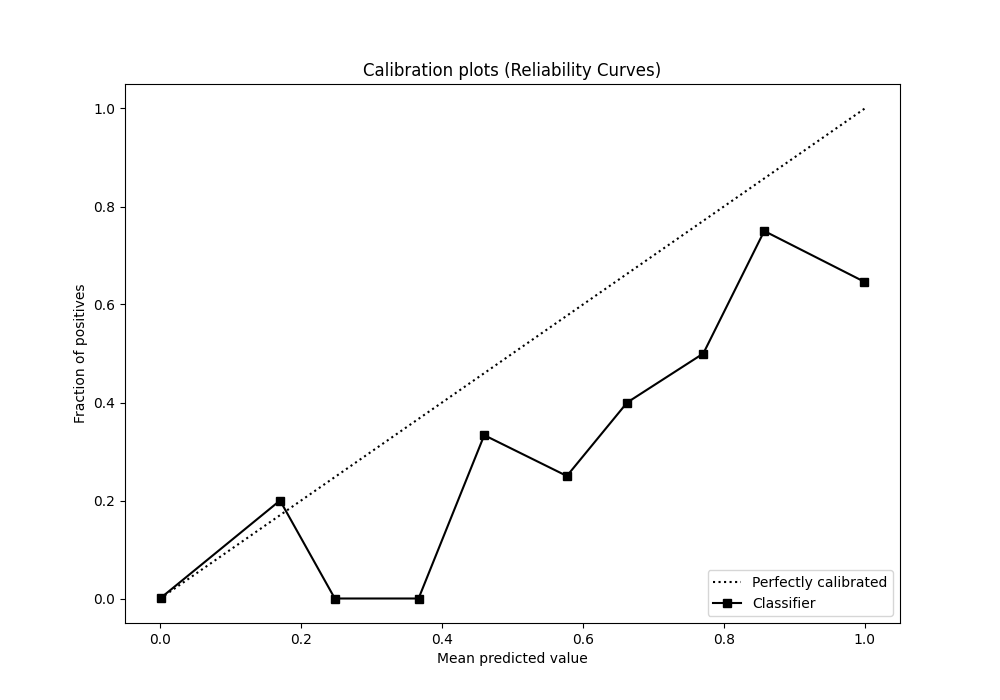 Calibration plots (Reliability Curves)
1.0
0.8
0.6
0.4
0.2
0.0
Fraction of positives
0.0 0.2 0.4 0.6 0.8 1.0
Mean predicted value
Perfectly calibrated
Classifier